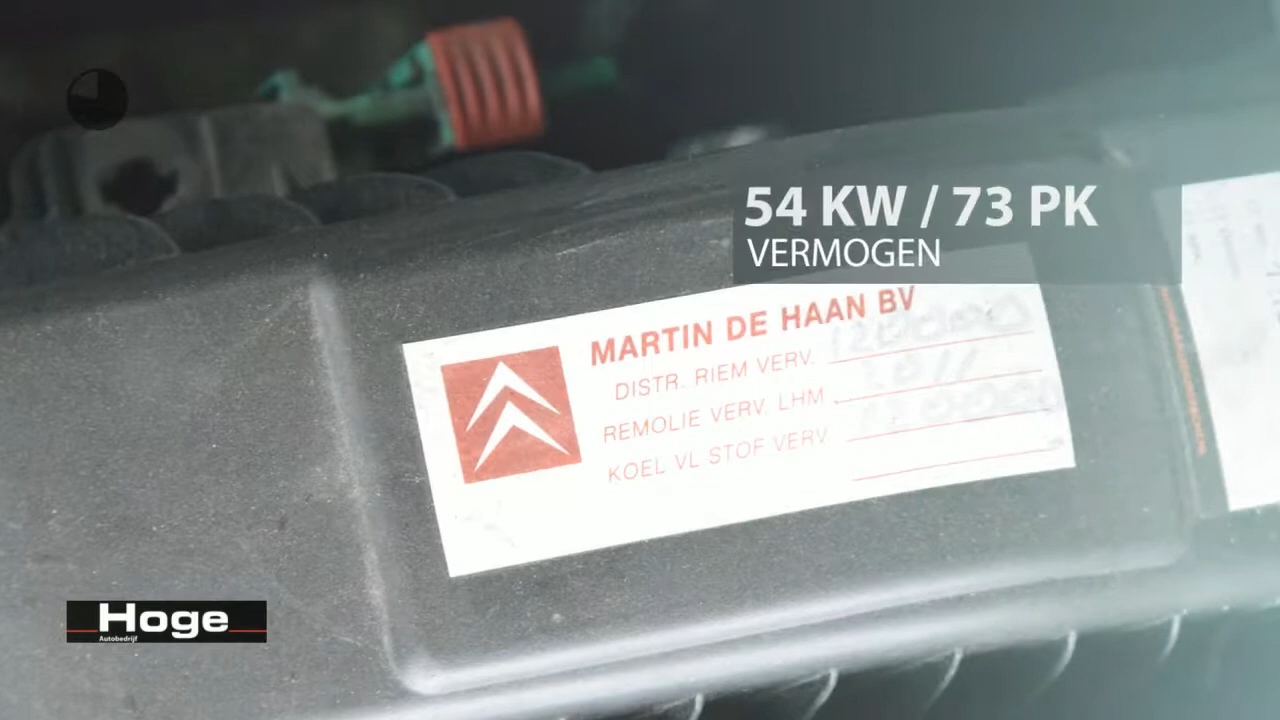 54 KW / 73 PK
VERMOGEN
MARTIN DE HAAN BV
DISTR. RIEM VERV.
REMOLIE VERV. LHM
KOEL VL STOF VERV
Hoge
Autobedrijf